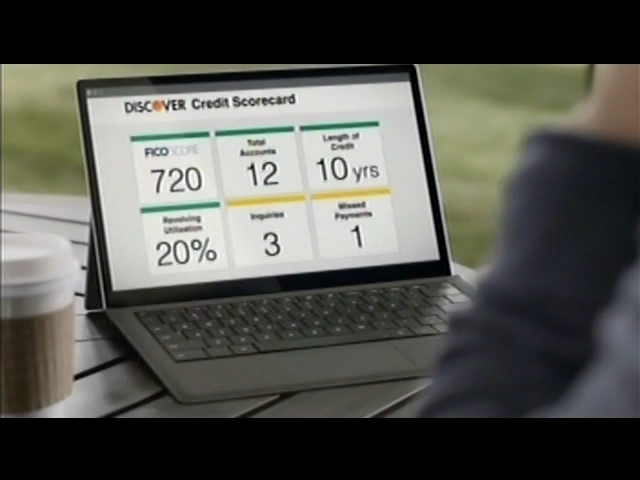 DISCOVER Credit Scorecard
FICO SCORE
720
Total
Accounts
12
Length of
Credit
10 yrs
Revolving
Utilization
20%
Inquiries
3
Missed
Payments
1